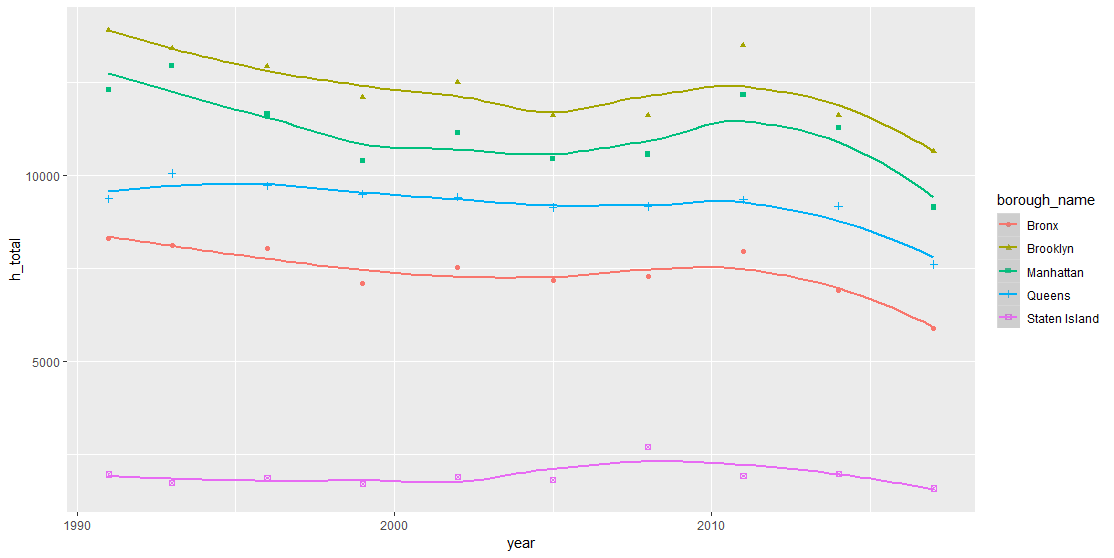 h_total
10000
5000
1990
2000
2010
year
borough_name
Bronx
Brooklyn
Manhattan
Queens
Staten Island